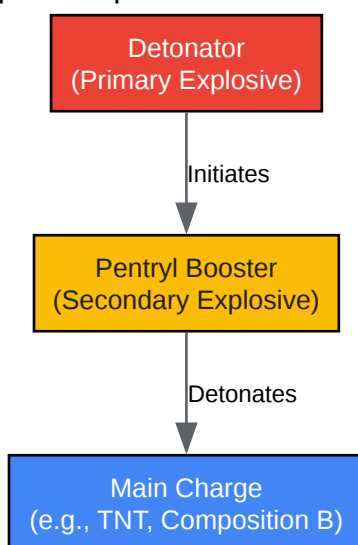 Detonator
(Primary Explosive)
Initiates
Pentryl Booster
(Secondary Explosive)
Detonates
Main Charge
(e.g., TNT, Composition B)